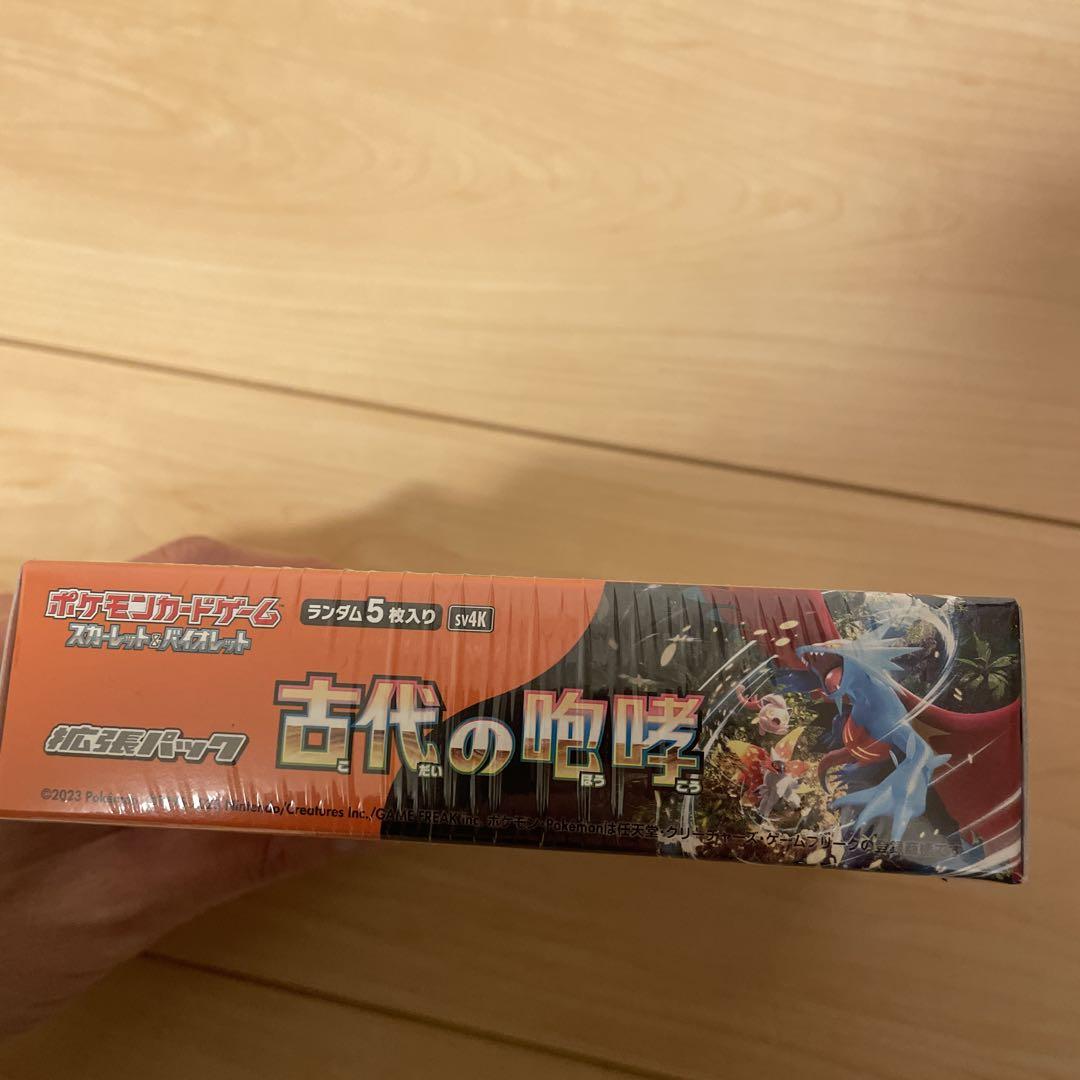 ポケモンカードゲーム
スカーレット&バイオレット
ランダム5枚入り sv4K
拡張パック
古代の咆哮
こ だい ほう こう
©2023 Pokémon. Nintendo/Creatures Inc./GAME FREAK inc. ポケモン・Pokémonは任天堂・クリーチャーズ・ゲームフリークの登録商標です